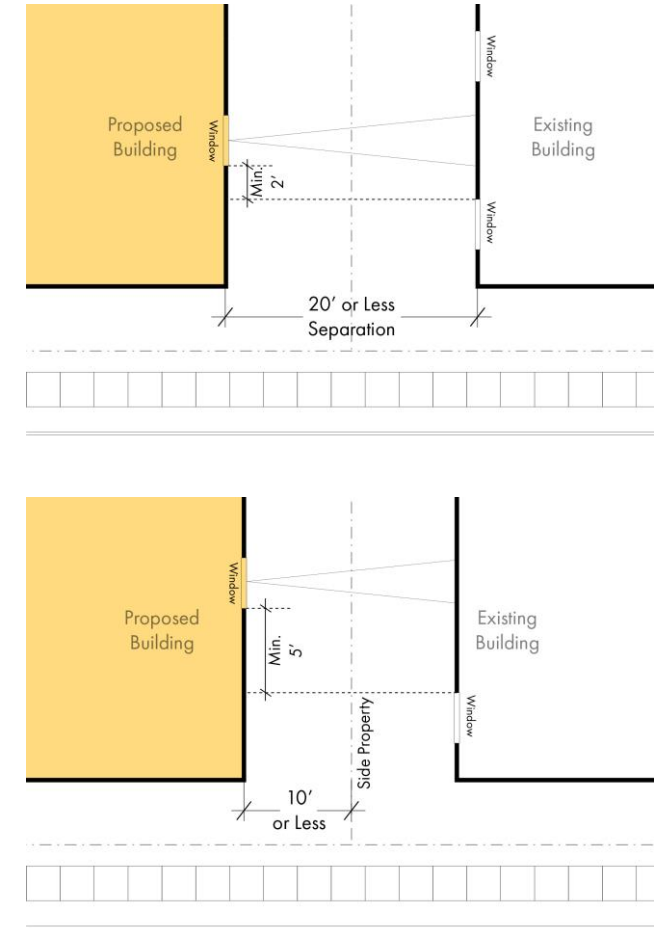 Window
Proposed
Building
Window
Existing
Building
Min.
2’
Window
20’ or Less
Separation
Window
Proposed
Building
Existing
Building
Min.
5’
Window
Side Property
10’
or Less